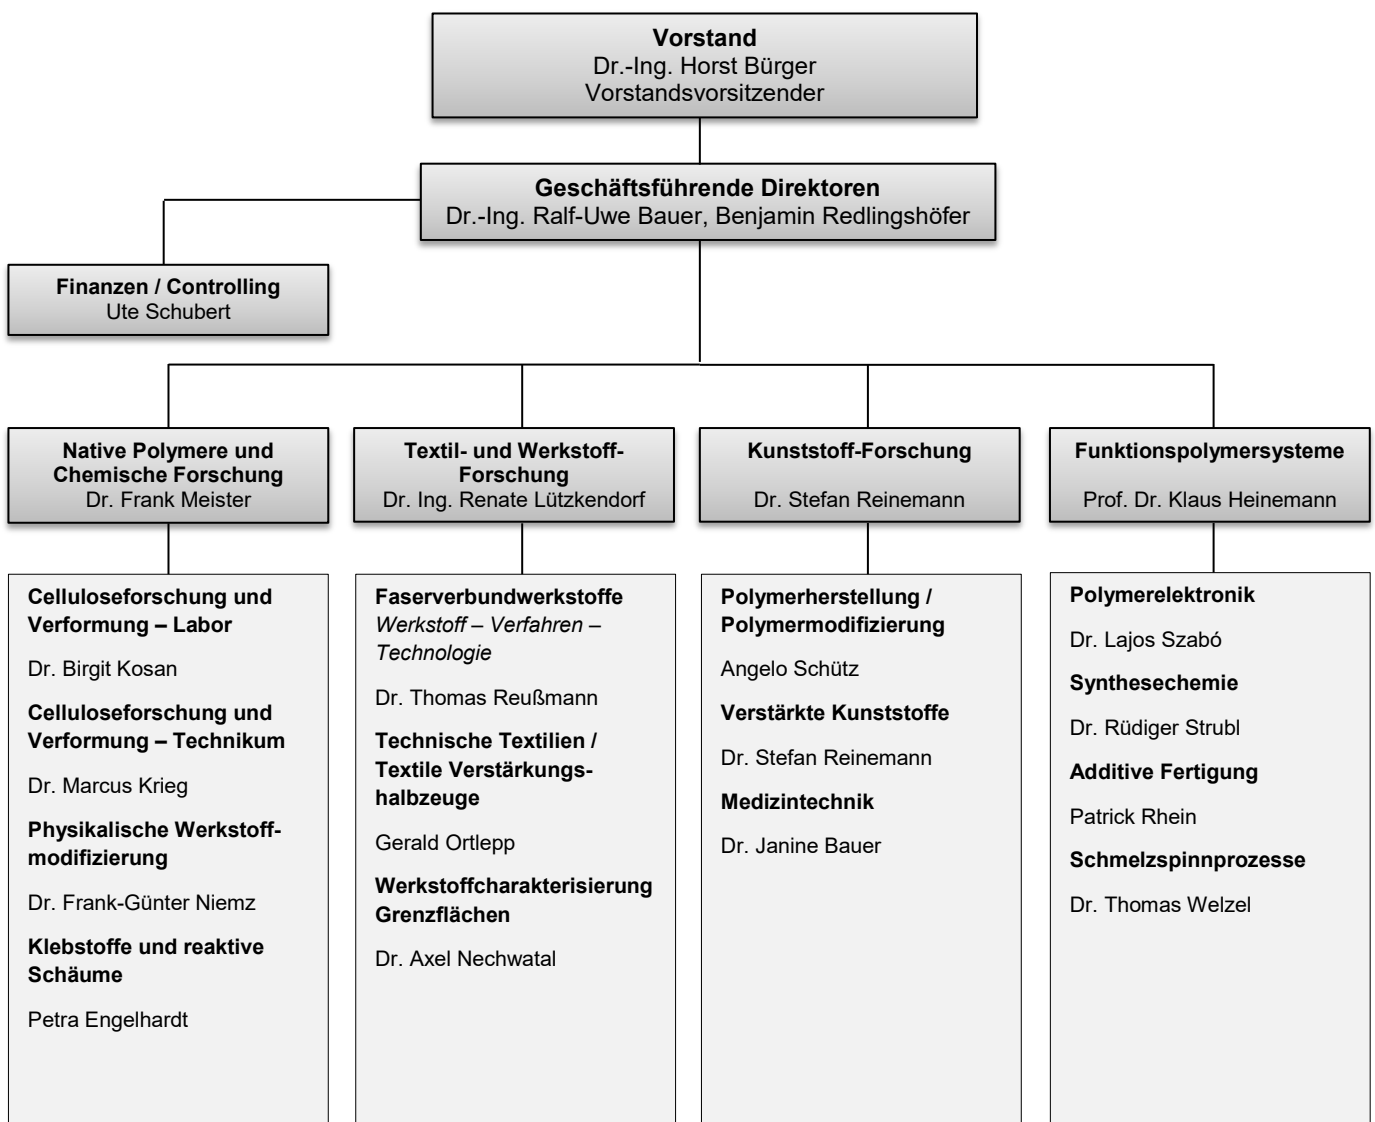 Vorstand
Dr.-Ing. Horst Bürger
Vorstandsvorsitzender
Geschäftsführende Direktoren
Dr.-Ing. Ralf-Uwe Bauer, Benjamin Redlingshöfer
Finanzen / Controlling
Ute Schubert
Native Polymere und
Chemische Forschung
Dr. Frank Meister
Textil- und Werkstoff-
Forschung
Dr. Ing. Renate Lützkendorf
Kunststoff-Forschung
Dr. Stefan Reinemann
Funktionspolymersysteme
Prof. Dr. Klaus Heinemann
Celluloseforschung und
Verformung – Labor
Dr. Birgit Kosan
Celluloseforschung und
Verformung – Technikum
Dr. Marcus Krieg
Physikalische Werkstoff-
modifizierung
Dr. Frank-Günter Niemz
Klebstoffe und reaktive
Schäume
Petra Engelhardt
Faserverbundwerkstoffe
Werkstoff – Verfahren –
Technologie
Dr. Thomas Reußmann
Technische Textilien /
Textile Verstärkungs-
halbzeuge
Gerald Ortlepp
Werkstoffcharakterisierung
Grenzflächen
Dr. Axel Nechwatal
Polymerherstellung /
Polymermodifizierung
Angelo Schütz
Verstärkte Kunststoffe
Dr. Stefan Reinemann
Medizintechnik
Dr. Janine Bauer
Polymerelektronik
Dr. Lajos Szabó
Synthesechemie
Dr. Rüdiger Strubl
Additive Fertigung
Patrick Rhein
Schmelzspinnprozesse
Dr. Thomas Welzel